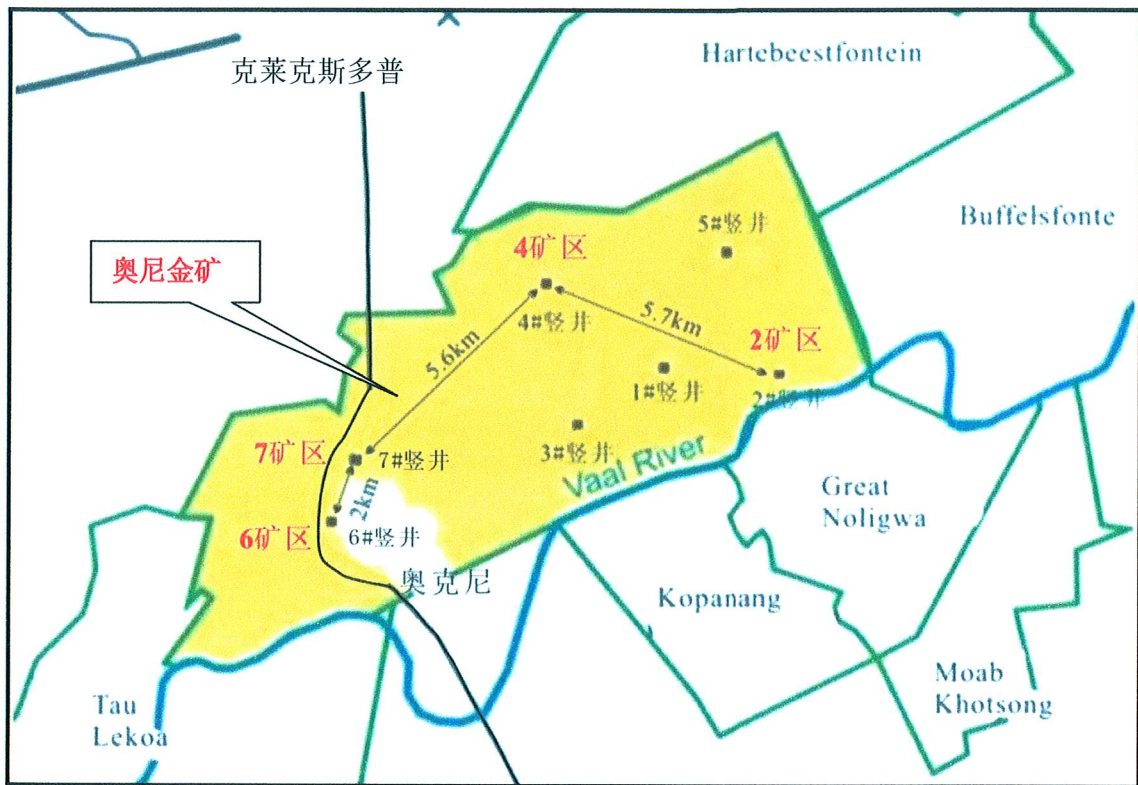 Hartebeestfontein
克莱克斯多普
Buffelsfonte
5#竖井
4矿区
奥尼金矿
4#竖井
5.7km
2矿区
5.6km
1#竖井
2#竖井
3#竖井
7矿区
7#竖井
Vaal River
2km
Great
Noligwa
6矿区
6#竖井
奥克尼
Kopanang
Moab
Khotsong
Tau
Lekoa